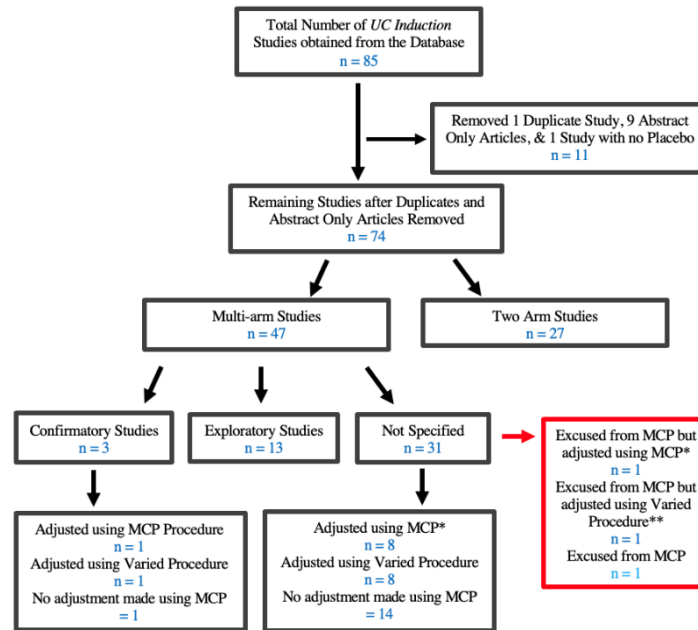 Total Number of UC Induction
Studies obtained from the Database
n = 85
Removed 1 Duplicate Study, 9 Abstract
Only Articles, & 1 Study with no Placebo
n = 11
Remaining Studies after Duplicates and
Abstract Only Articles Removed
n = 74
Multi-arm Studies
n = 47
Two Arm Studies
n = 27
Confirmatory Studies
n = 3
Exploratory Studies
n = 13
Not Specified
n = 31
Excused from MCP but
adjusted using MCP*
n = 1
Excused from MCP but
adjusted using Varied
Procedure**
n = 1
Excused from MCP
n = 1
Adjusted using MCP Procedure
n = 1
Adjusted using Varied Procedure
n = 1
No adjustment made using MCP
= 1
Adjusted using MCP*
n = 8
Adjusted using Varied Procedure
n = 8
No adjustment made using MCP
= 14